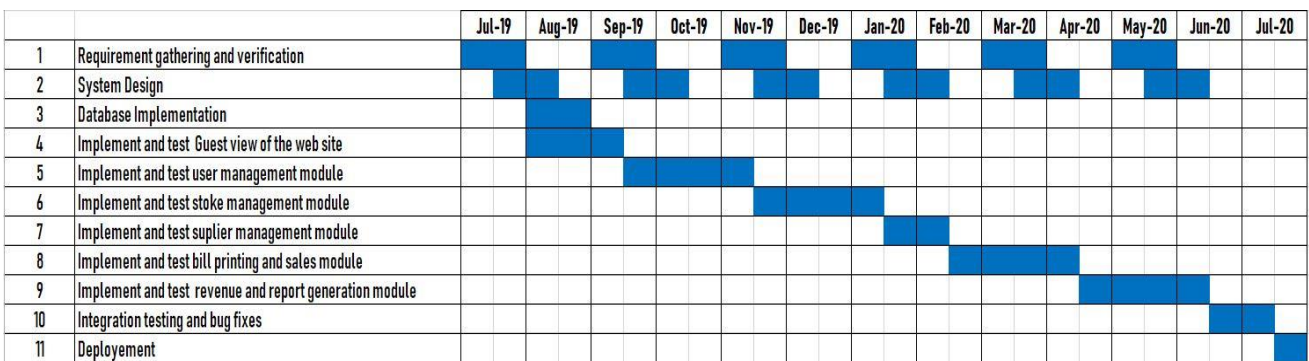 Jul-19 Aug-19 Sep-19 Oct-19 Nov-19 Dec-19 Jan-20 Feb-20 Mar-20 Apr-20 May-20 Jun-20 Jul-20
1 Requirement gathering and verification
2 System Design
3 Database Implementation
4 Implement and test Guest view of the web site
5 Implement and test user management module
6 Implement and test stoke management module
7 Implement and test suplier management module
8 Implement and test bill printing and sales module
9 Implement and test revenue and report generation module
10 Integration testing and bug fixes
11 Deployement